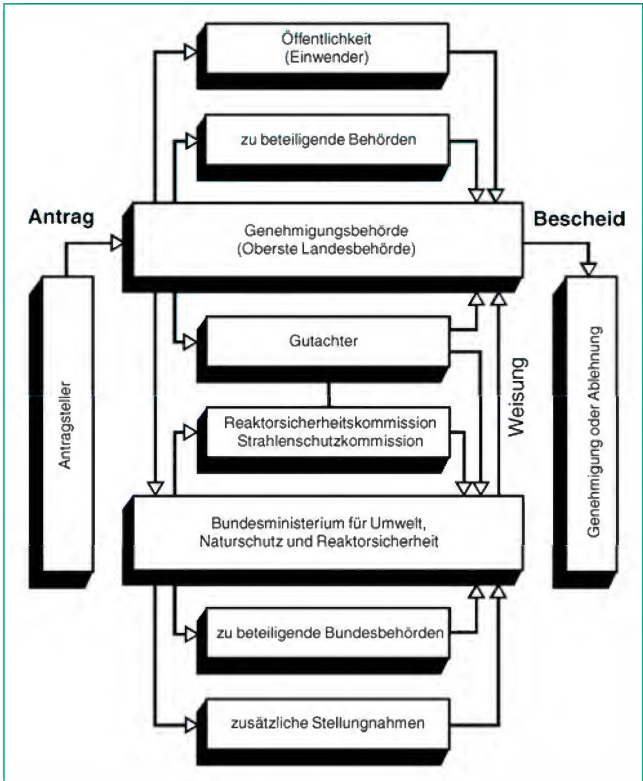 Öffentlichkeit
(Einwender)
zu beteiligende Behörden
Antrag
Genehmigungsbehörde
(Oberste Landesbehörde)
Bescheid
Antragsteller
Gutachter
Weisung
Genehmigung oder Ablehnung
Reaktorsicherheitskommission
Strahlenschutzkommission
Bundesministerium für Umwelt,
Naturschutz und Reaktorsicherheit
zu beteiligende Bundesbehörden
zusätzliche Stellungnahmen